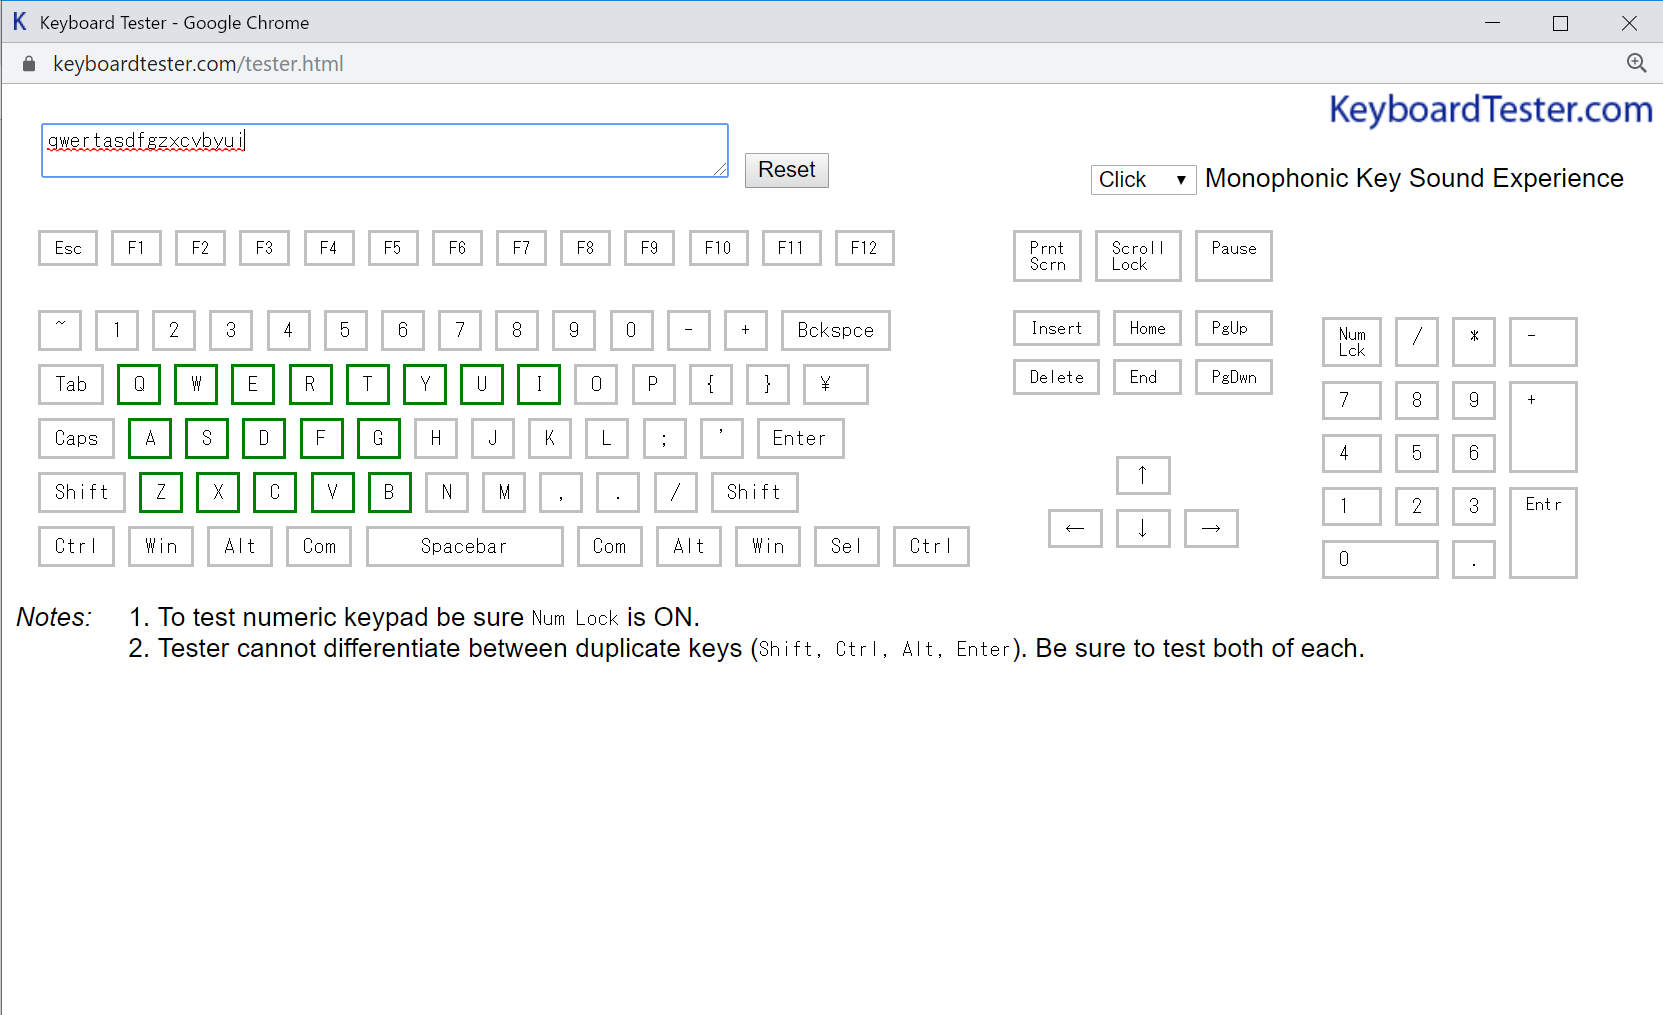 K Keyboard Tester - Google Chrome
keyboardtester.com/tester.html
KeyboardTester.com
qwertasdfgzxcvbyui
Reset
Click ▼ Monophonic Key Sound Experience
Esc F1 F2 F3 F4 F5 F6 F7 F8 F9 F10 F11 F12
Prnt Scrn
Scroll Lock
Pause
~ 1 2 3 4 5 6 7 8 9 0 - + Bckspce
Insert Home PgUp
Num Lck
/ * -
Tab Q W E R T Y U I O P { } ¥
Delete End PgDwn
7 8 9 +
Caps A S D F G H J K L ; ' Enter
4 5 6
Shift Z X C V B N M , . / Shift
↑
1 2 3 Entr
Ctrl Win Alt Com Spacebar Com Alt Win Sel Ctrl
← ↓ →
0 .
Notes: 1. To test numeric keypad be sure Num Lock is ON.
2. Tester cannot differentiate between duplicate keys (Shift, Ctrl, Alt, Enter). Be sure to test both of each.